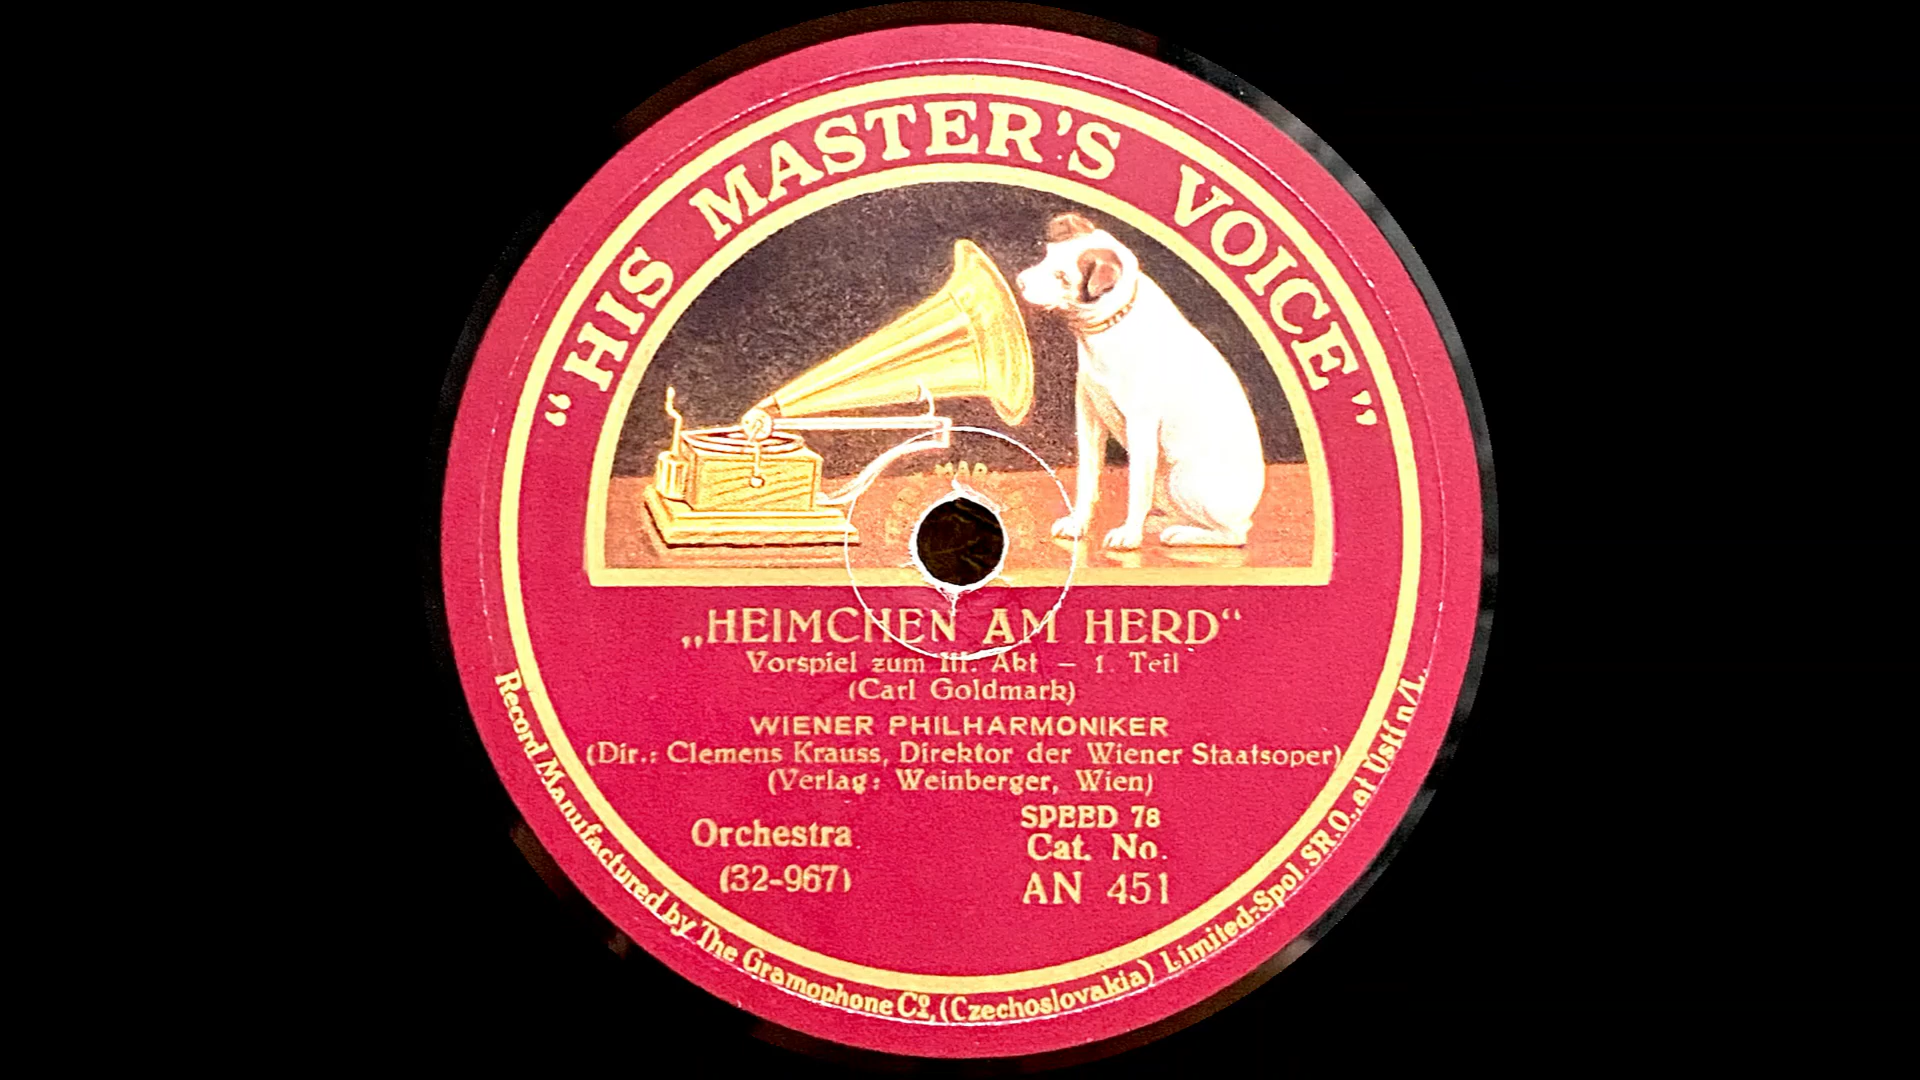 “HIS MASTER'S VOICE”
„HEIMCHEN AM HERD“
Vorspiel zum III. Akt – 1. Teil
(Carl Goldmark)
WIENER PHILHARMONIKER
(Dir.: Clemens Krauss, Direktor der Wiener Staatsoper)
(Verlag: Weinberger, Wien)
Orchestra
(32-967)
SPEED 78
Cat. No.
AN 451
Record Manufactured by The Gramophone Co., (Czechoslovakia) Limited-Spol. SR.O., at Ustin/L.